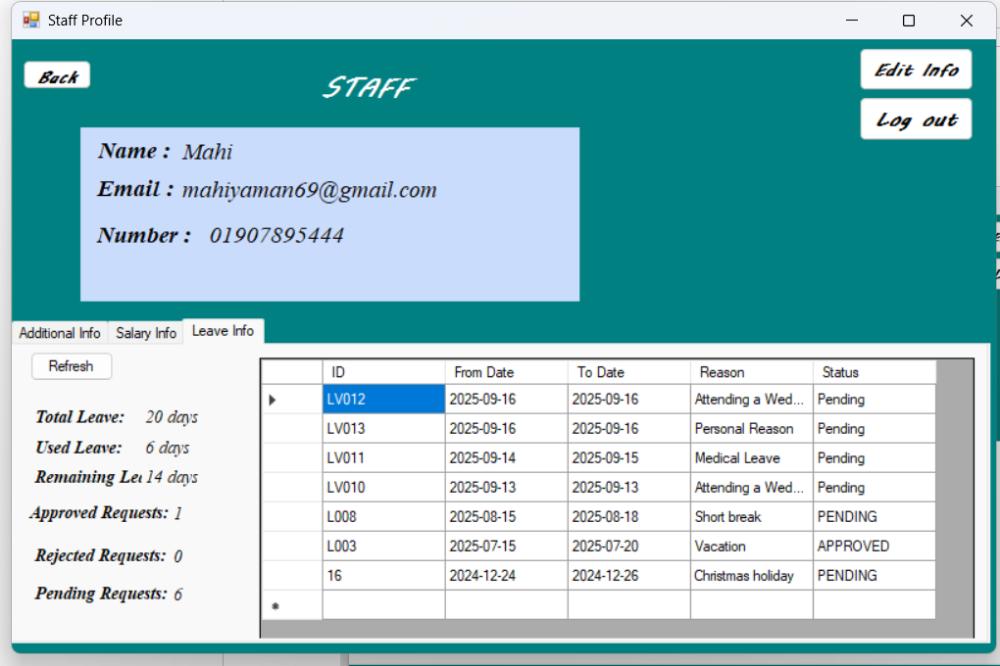 Staff Profile
Back
STAFF
Edit Info
Log out
Name : Mahi
Email : mahiyaman69@gmail.com
Number : 01907895444
Additional Info Salary Info Leave Info
Refresh
Total Leave: 20 days
Used Leave: 6 days
Remaining Le 14 days
Approved Requests: 1
Rejected Requests: 0
Pending Requests: 6
ID From Date To Date Reason Status
LV012 2025-09-16 2025-09-16 Attending a Wed... Pending
LV013 2025-09-16 2025-09-16 Personal Reason Pending
LV011 2025-09-14 2025-09-15 Medical Leave Pending
LV010 2025-09-13 2025-09-13 Attending a Wed... Pending
L008 2025-08-15 2025-08-18 Short break PENDING
L003 2025-07-15 2025-07-20 Vacation APPROVED
16 2024-12-24 2024-12-26 Christmas holiday PENDING